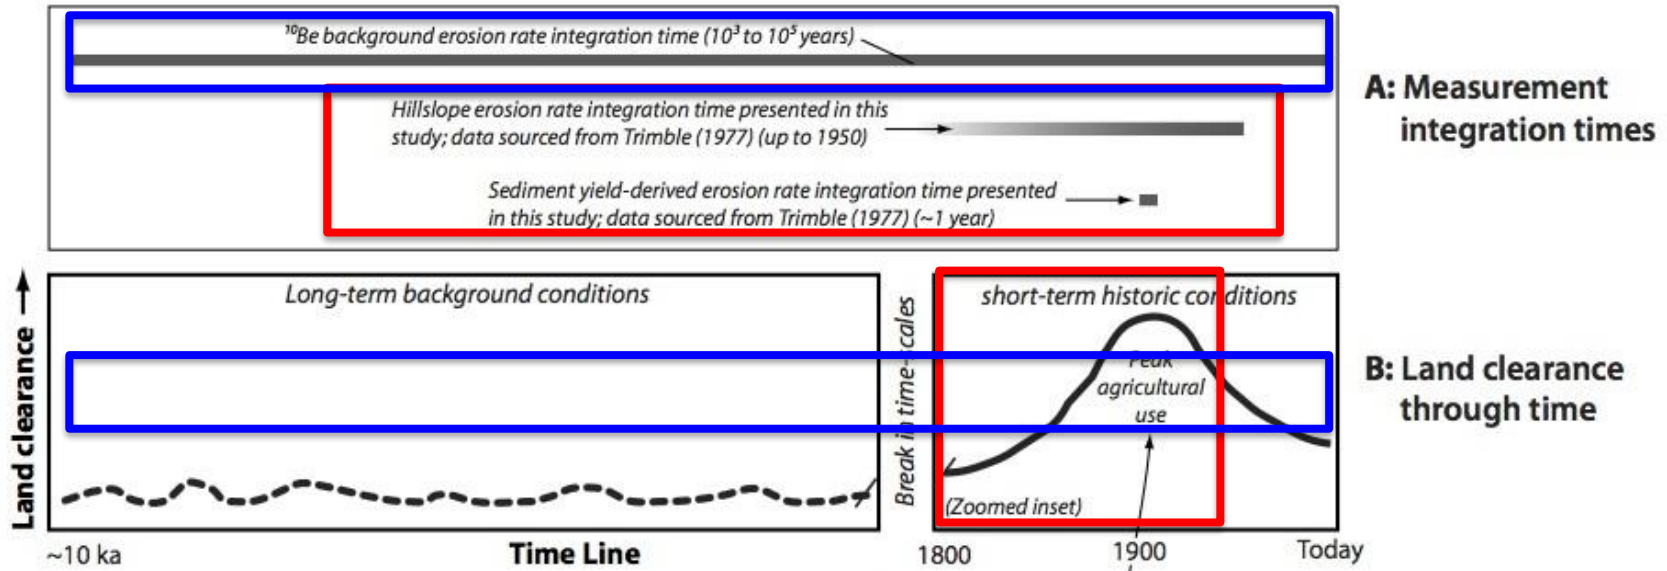 ¹⁰Be background erosion rate integration time (10³ to 10⁵ years)
Hillslope erosion rate integration time presented in this
study; data sourced from Trimble (1977) (up to 1950)
Sediment yield-derived erosion rate integration time presented
in this study; data sourced from Trimble (1977) (~1 year)
A: Measurement
integration times
Land clearance
Long-term background conditions
Break in time-scales
short-term historic conditions
Peak
agricultural
use
(Zoomed inset)
B: Land clearance
through time
~10 ka
Time Line
1800
1900
Today